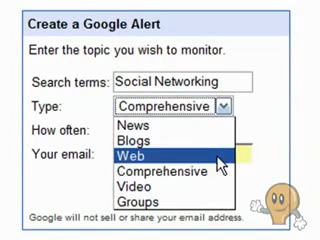 Create a Google Alert
Enter the topic you wish to monitor.
Search terms: Social Networking
Type: Comprehensive
How often:
News
Blogs
Your email:
Web
Comprehensive
Video
Groups
Google will not sell or share your email address.